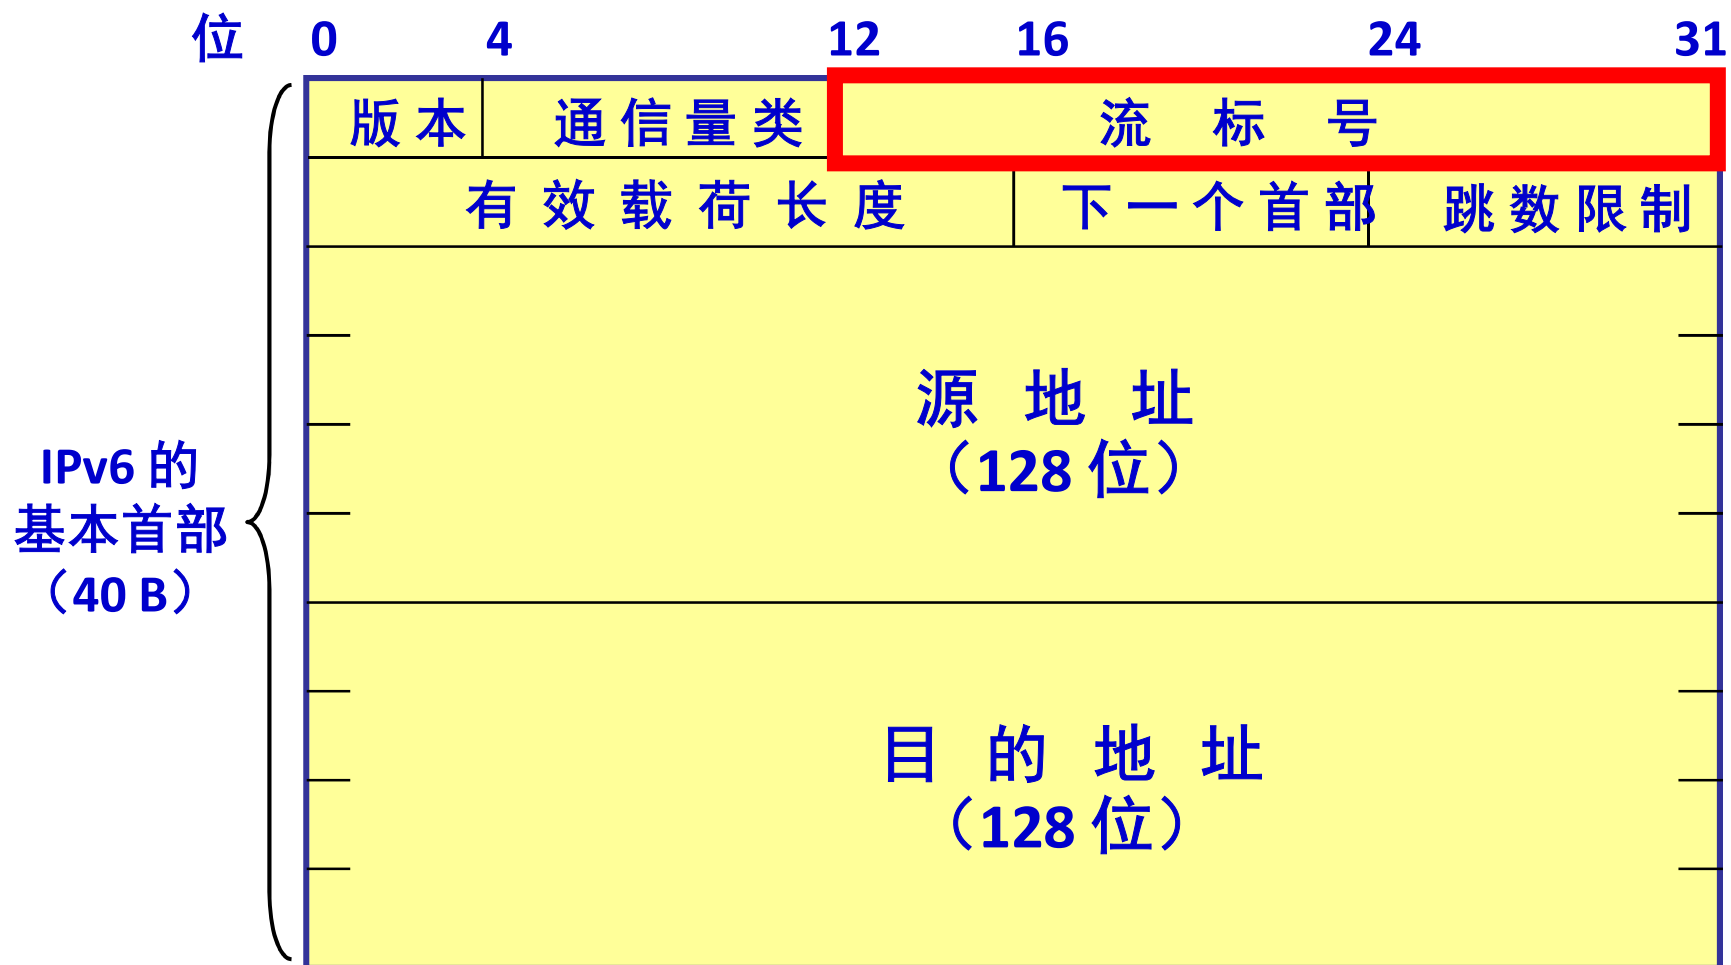 位 0 4 12 16 24 31
版本 通信量类 流标号
有效载荷长度 下一个首部 跳数限制
源地址
（128 位）
IPv6 的
基本首部
（40 B）
目的地址
（128 位）